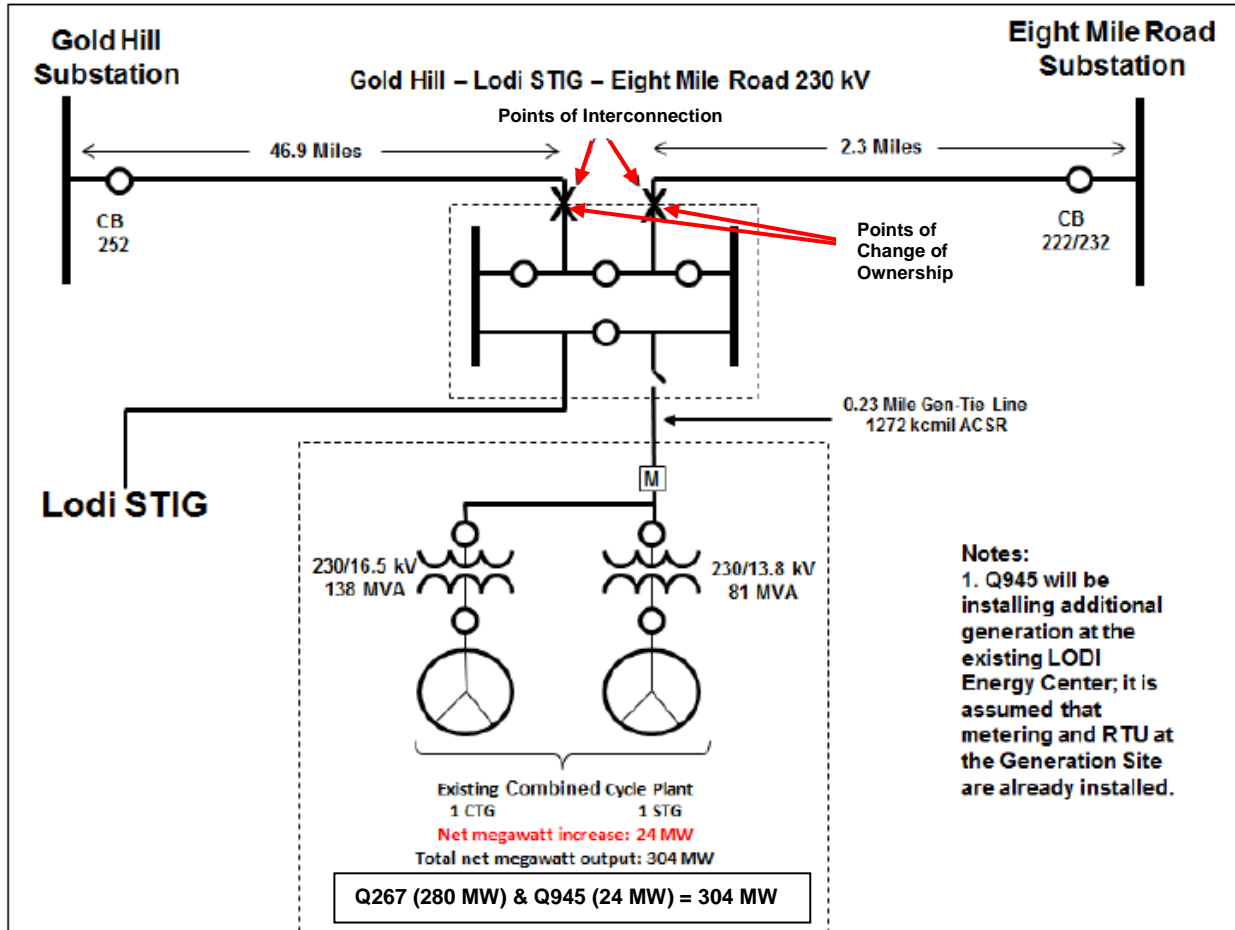 Gold Hill
Substation
Eight Mile Road
Substation
Gold Hill – Lodi STIG – Eight Mile Road 230 kV
Points of Interconnection
46.9 Miles
2.3 Miles
CB
252
CB
222/232
Points of
Change of
Ownership
0.23 Mile Gen-Tie Line
1272 kcmil ACSR
Lodi STIG
M
230/16.5 kV
138 MVA
230/13.8 kV
81 MVA
Existing Combined Cycle Plant
1 CTG 1 STG
Net megawatt increase: 24 MW
Total net megawatt output: 304 MW
Q267 (280 MW) & Q945 (24 MW) = 304 MW
Notes:
1. Q945 will be
installing additional
generation at the
existing LODI
Energy Center; it is
assumed that
metering and RTU at
the Generation Site
are already installed.